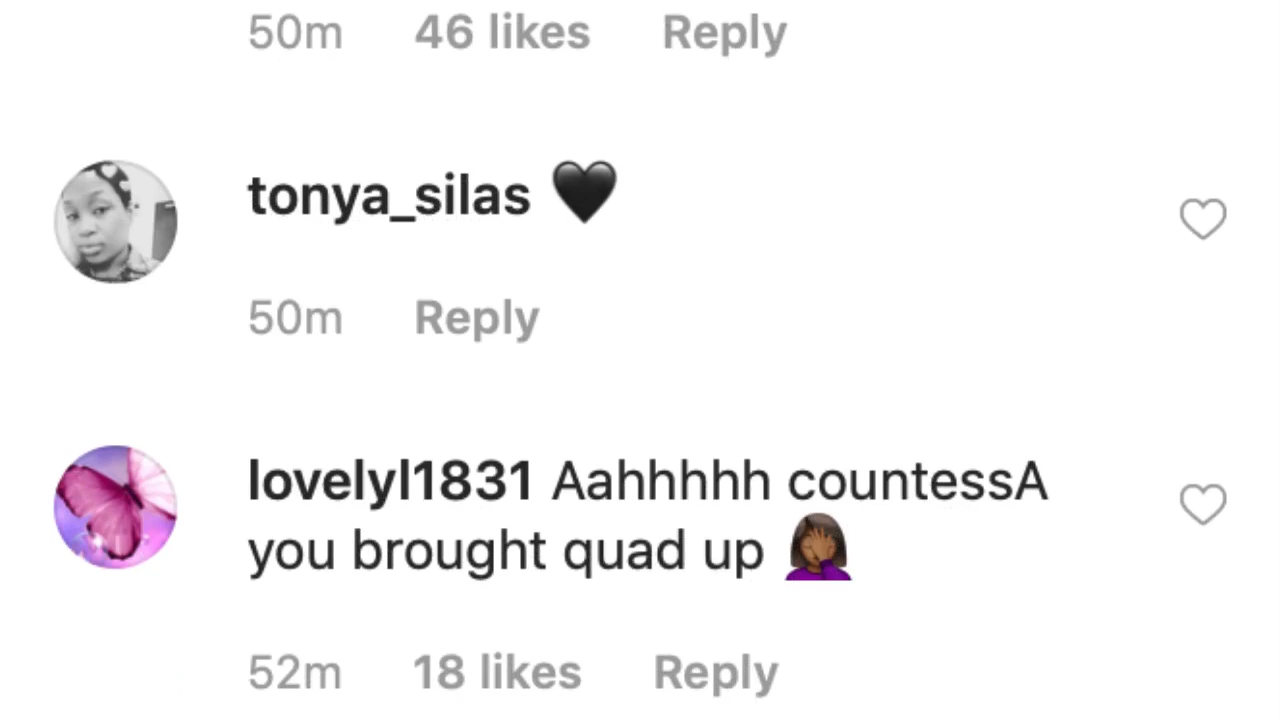 50m 46 likes Reply
tonya_silas 🖤
50m Reply
lovelyl1831 Aahhhhh countessA
you brought quad up 🤦🏾‍♀️
52m 18 likes Reply